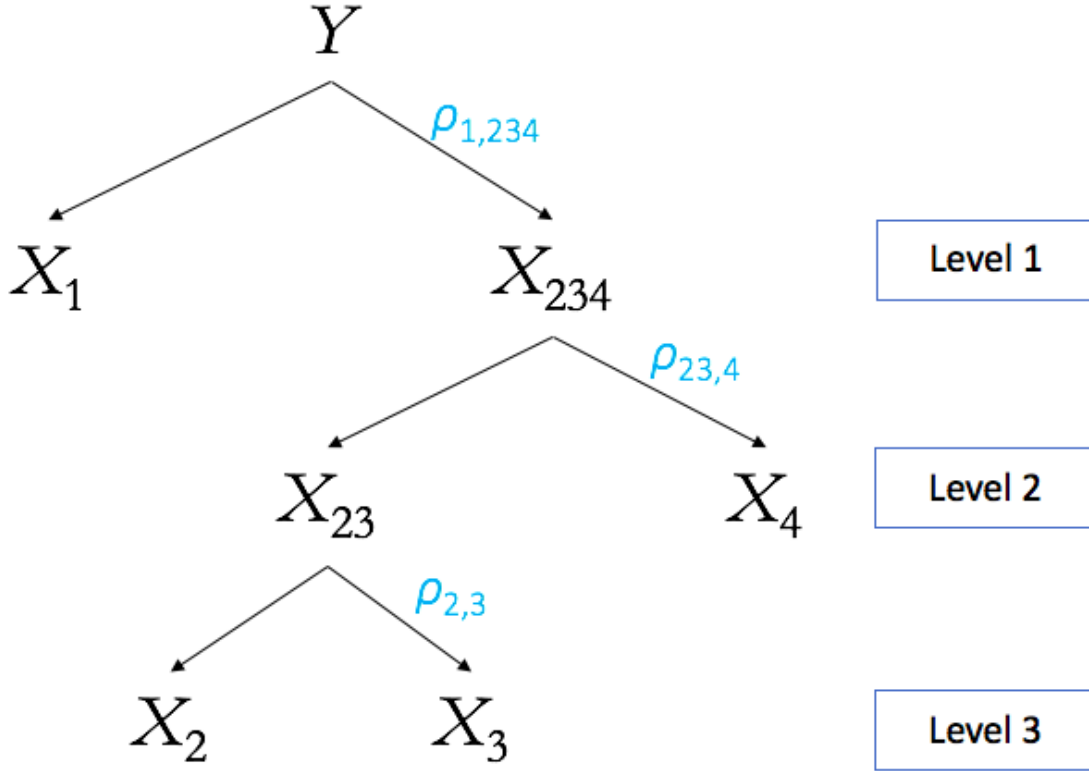 Y
ρ1,234
X1 X234 Level 1
ρ23,4
X23 X4 Level 2
ρ2,3
X2 X3 Level 3